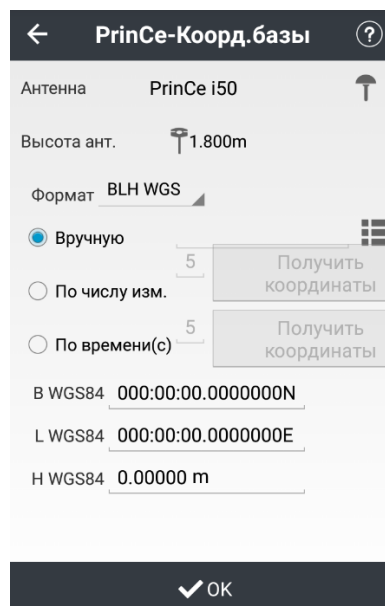 PrinCe-Коорд.базы ?
Антенна PrinCe i50
Высота ант. 1.800m
Формат BLH WGS
Вручную
5 Получить
координаты
По числу изм.
5 Получить
По времени(с) координаты
B WGS84 000:00:00.0000000N
L WGS84 000:00:00.0000000E
H WGS84 0.00000 m
OK